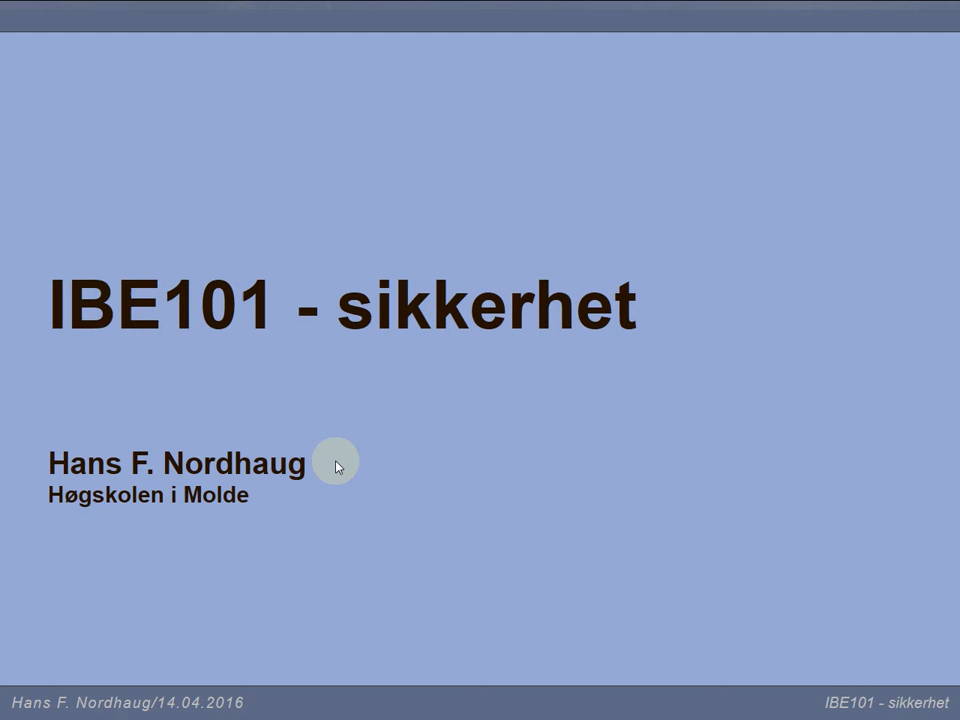 IBE101 - sikkerhet
Hans F. Nordhaug
Høgskolen i Molde
Hans F. Nordhaug/14.04.2016
IBE101 - sikkerhet